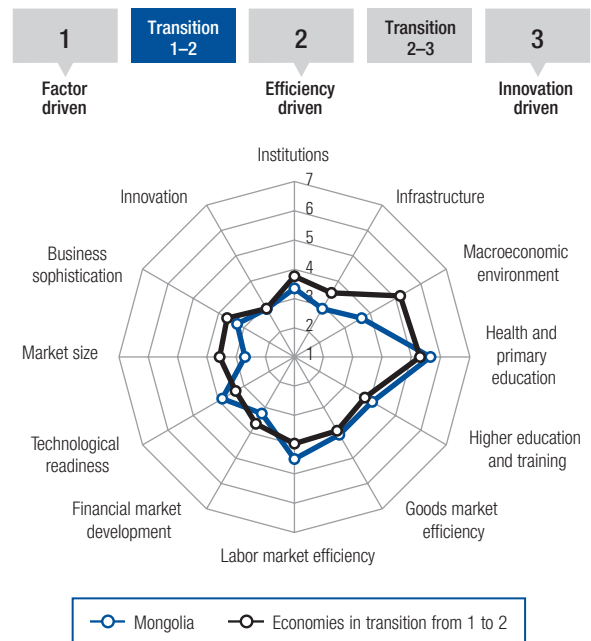 1
Transition
1–2
2
Transition
2–3
3
Factor
driven
Efficiency
driven
Innovation
driven
Institutions
Infrastructure
Macroeconomic
environment
Health and
primary
education
Higher education
and training
Goods market
efficiency
Labor market efficiency
Financial market
development
Technological
readiness
Market size
Business
sophistication
Innovation
7
6
5
4
3
2
1
Mongolia
Economies in transition from 1 to 2